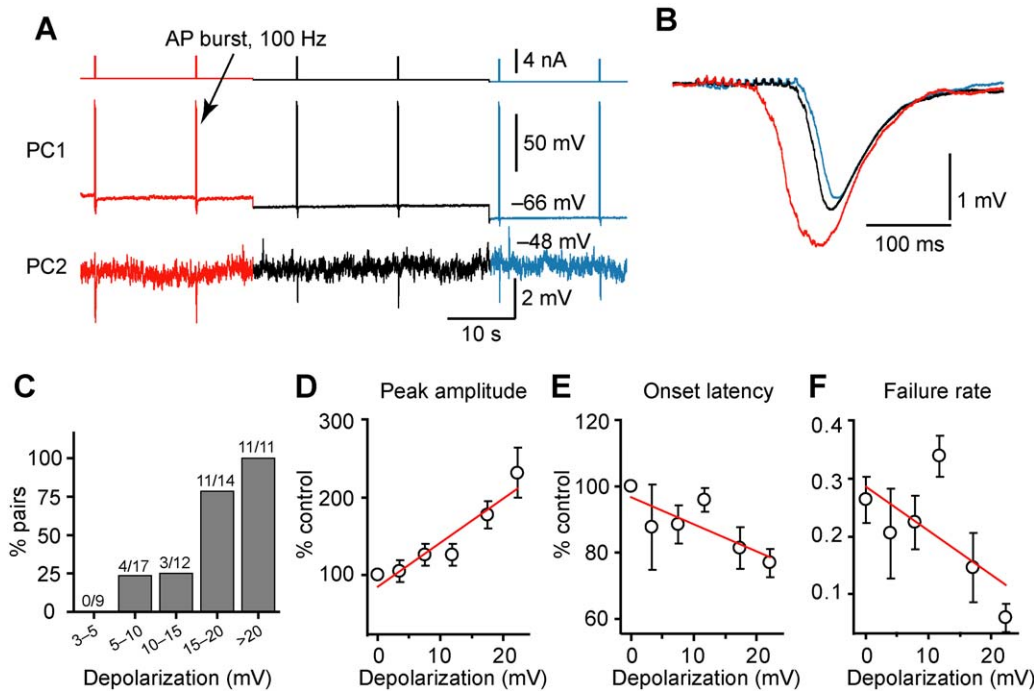 A
AP burst, 100 Hz
4 nA
PC1
50 mV
–66 mV
–48 mV
PC2
2 mV
10 s
B
1 mV
100 ms
C
% pairs
100
75
50
25
0
0/9
4/17
3/12
11/14
11/11
3–5
5–10
10–15
15–20
>20
Depolarization (mV)
D
Peak amplitude
% control
300
200
100
0
10
20
Depolarization (mV)
E
Onset latency
% control
120
100
80
60
0
10
20
Depolarization (mV)
F
Failure rate
0.4
0.3
0.2
0.1
0
10
20
Depolarization (mV)